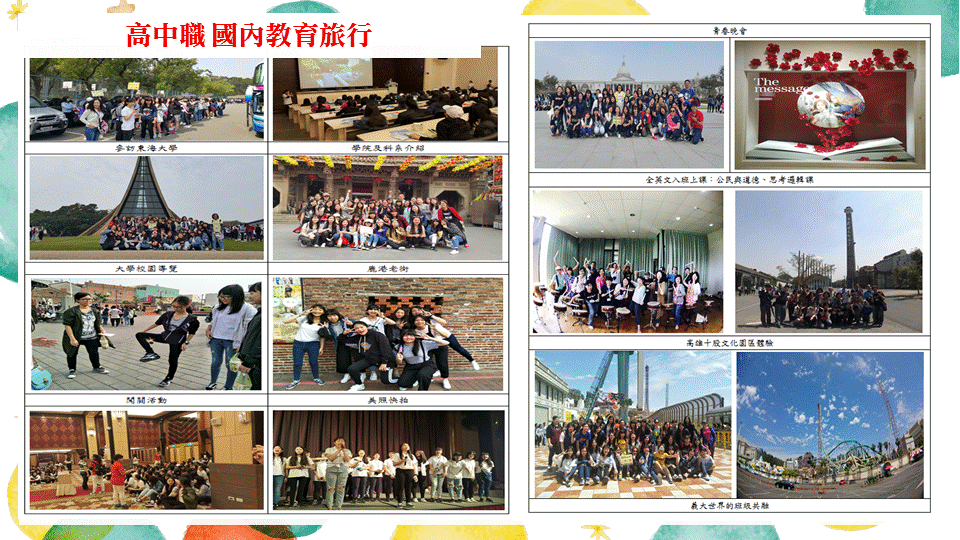 高中職 國內教育旅行
參訪東海大學
學院及科系介紹
大學校園導覽
鹿港老街
闖關活動
美照快拍
青春晚會
The
message
全英文入班上課：公民與道德、思考邏輯課
高雄十股文化園區體驗
義大世界的班級共融